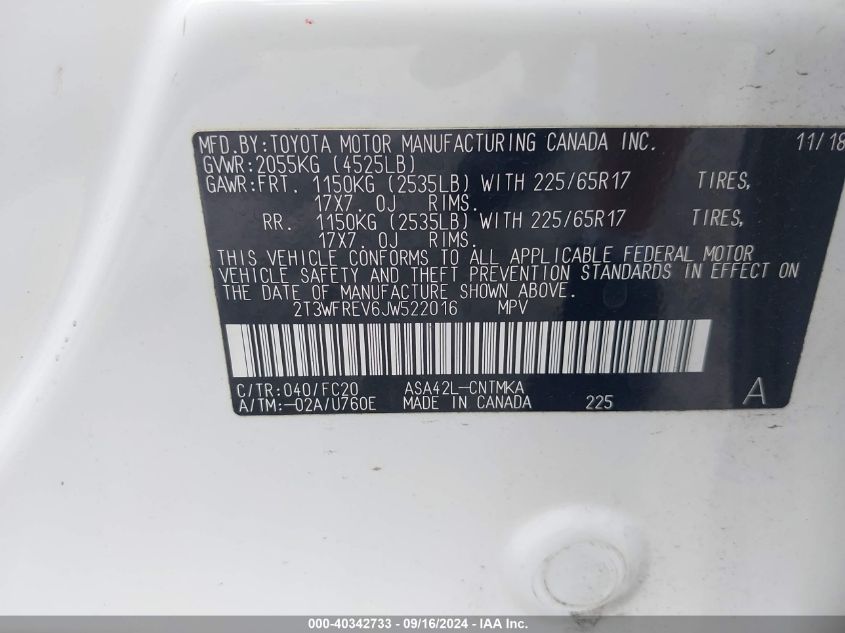 MFD.BY:TOYOTA MOTOR MANUFACTURING CANADA INC. 11/18
GVWR:2055KG (4525LB)
GAWR:FRT. 1150KG (2535LB) WITH 225/65R17 TIRES,
17X7.0J RIMS.
RR. 1150KG (2535LB) WITH 225/65R17 TIRES,
17X7.0J RIMS.
THIS VEHICLE CONFORMS TO ALL APPLICABLE FEDERAL MOTOR
VEHICLE SAFETY AND THEFT PREVENTION STANDARDS IN EFFECT ON
THE DATE OF MANUFACTURE SHOWN ABOVE.
2T3WFREV6JW522016 MPV
C/TR:040/FC20 ASA42L-CNTMKA
A/TM:-02A/U760E MADE IN CANADA 225 A
000-40342733 - 09/16/2024 - IAA Inc.